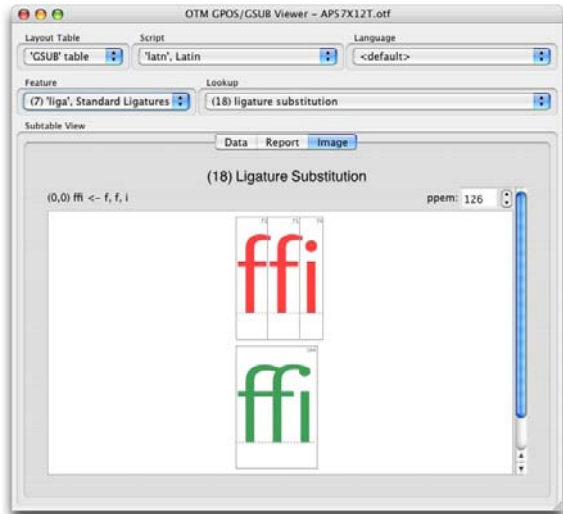 OTM GPOS/GSUB Viewer – APS7X12T.otf
Layout Table Script Language
'GSUB' table 'latn', Latin <default>
Feature Lookup
(7) 'liga', Standard Ligatures (18) ligature substitution
Subtable View
Data Report Image
(18) Ligature Substitution
(0,0) ffi <- f, f, i ppem: 126
ffi
ffi